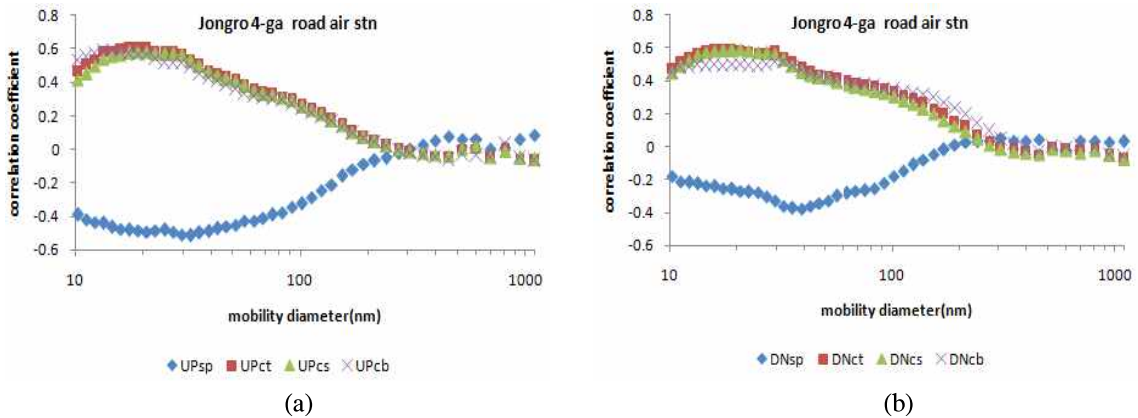 Jongro 4-ga road air stn
correlation coefficient
0.8
0.6
0.4
0.2
0
-0.2
-0.4
-0.6
10
100
1000
mobility diameter(nm)
UPsp UPct UPcs UPcb
(a)
Jongro 4-ga road air stn
correlation coefficient
0.8
0.6
0.4
0.2
0
-0.2
-0.4
-0.6
10
100
1000
mobility diameter(nm)
DNsp DNct DNcs DNcb
(b)